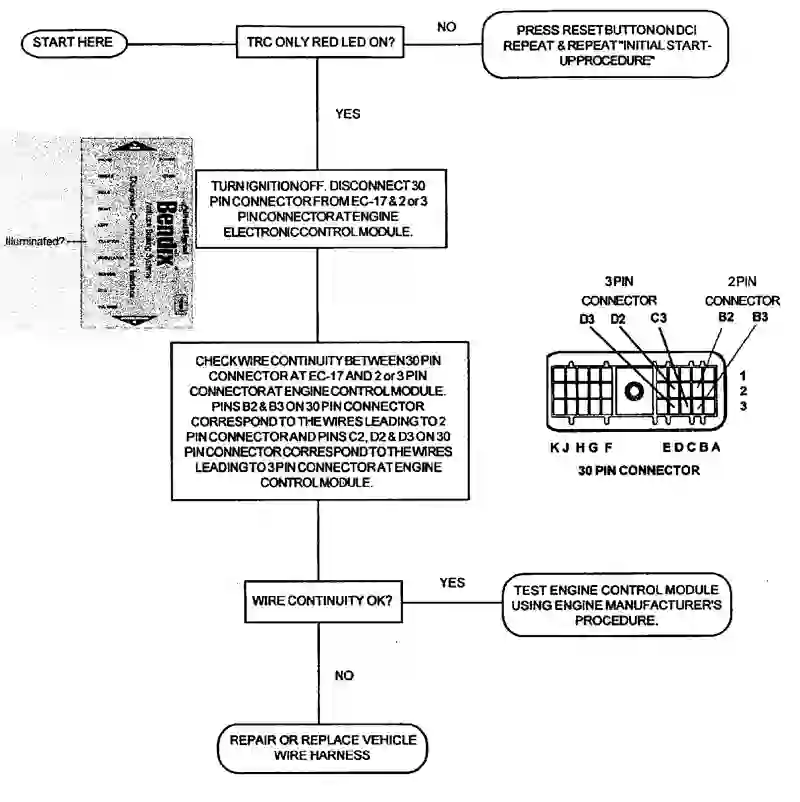 START HERE
TRC ONLY RED LED ON?
NO
PRESS RESET BUTTON ON DCI
REPEAT & REPEAT "INITIAL START-
UP PROCEDURE"
YES
Bendix
Illuminated?
TURN IGNITION OFF. DISCONNECT 30
PIN CONNECTOR FROM EC-17 & 2 or 3
PIN CONNECTOR AT ENGINE
ELECTRONIC CONTROL MODULE.
3 PIN
CONNECTOR
D3 D2 C3
2 PIN
CONNECTOR
B2 B3
1
2
3
K J H G F E D C B A
30 PIN CONNECTOR
CHECK WIRE CONTINUITY BETWEEN 30 PIN
CONNECTOR AT EC-17 AND 2 or 3 PIN
CONNECTOR AT ENGINE CONTROL MODULE.
PINS B2 & B3 ON 30 PIN CONNECTOR
CORRESPOND TO THE WIRES LEADING TO 2
PIN CONNECTOR AND PINS C2, D2 & D3 ON 30
PIN CONNECTOR CORRESPOND TO THE WIRES
LEADING TO 3 PIN CONNECTOR AT ENGINE
CONTROL MODULE.
WIRE CONTINUITY OK?
YES
TEST ENGINE CONTROL MODULE
USING ENGINE MANUFACTURER'S
PROCEDURE.
NO
REPAIR OR REPLACE VEHICLE
WIRE HARNESS